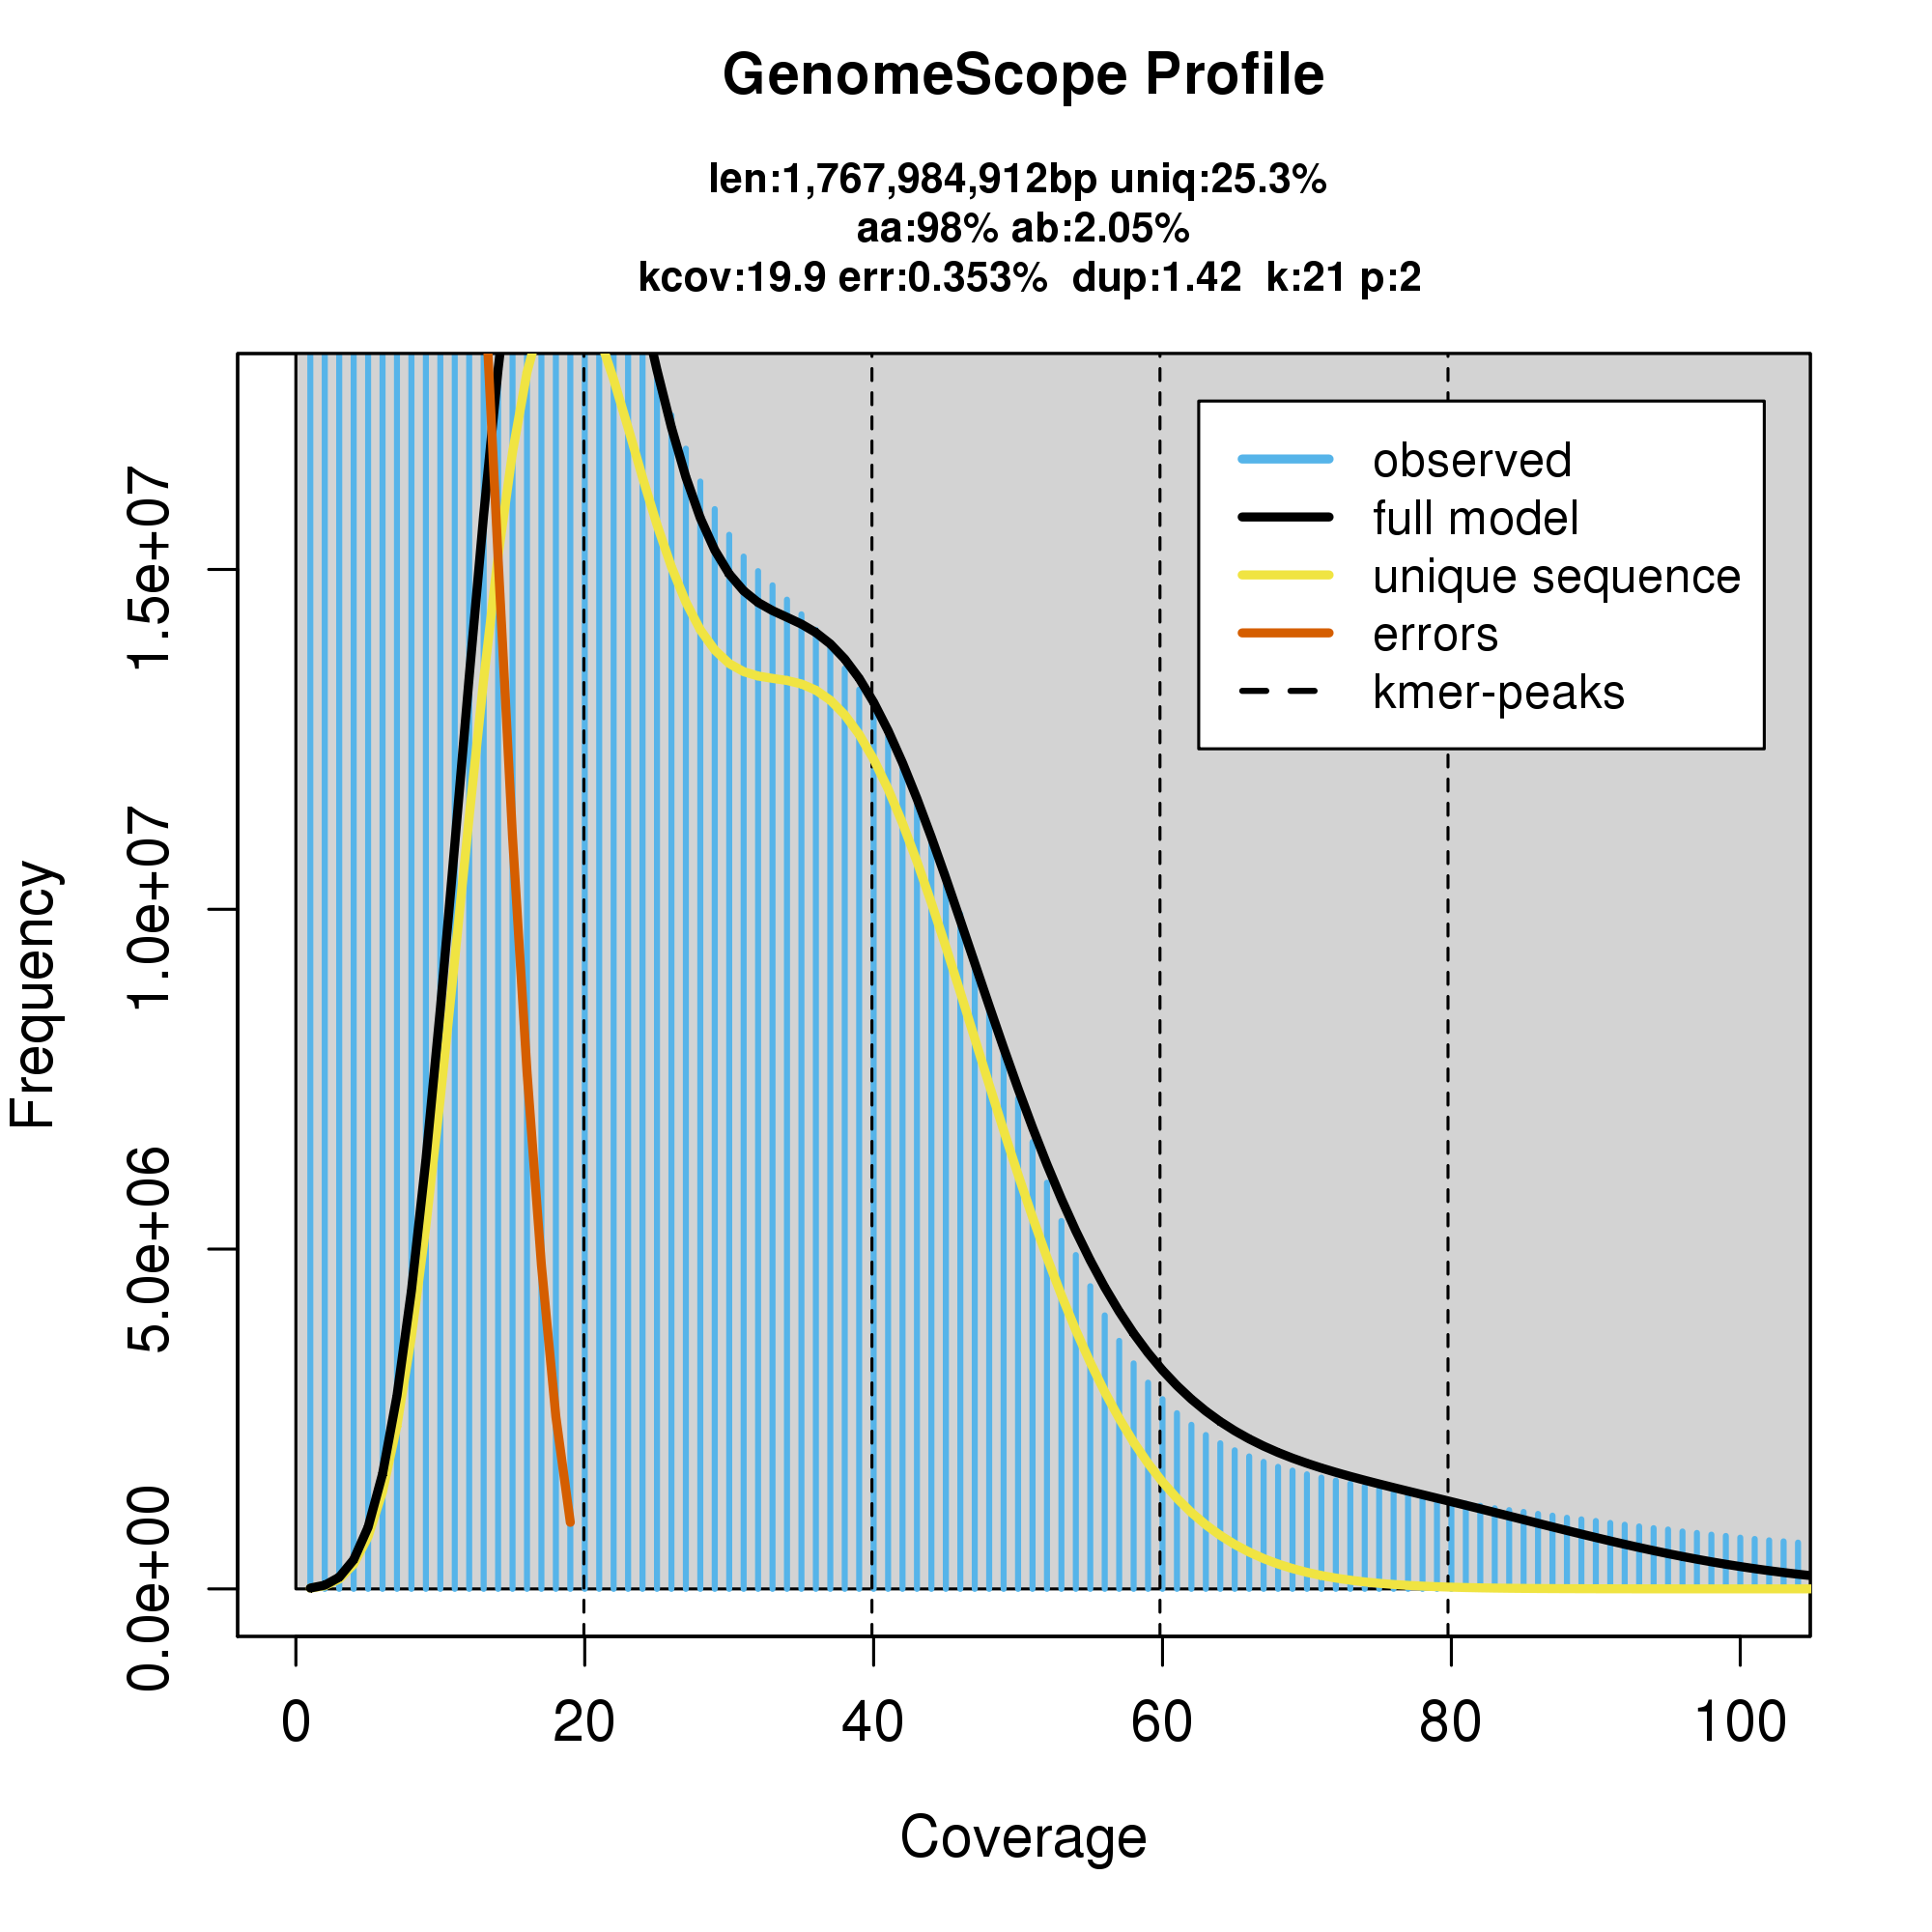 GenomeScope Profile
len:1,767,984,912bp uniq:25.3%
aa:98% ab:2.05%
kcov:19.9 err:0.353% dup:1.42 k:21 p:2
observed
full model
unique sequence
errors
kmer-peaks
Frequency
1.5e+07
1.0e+07
5.0e+06
0.0e+00
0 20 40 60 80 100
Coverage